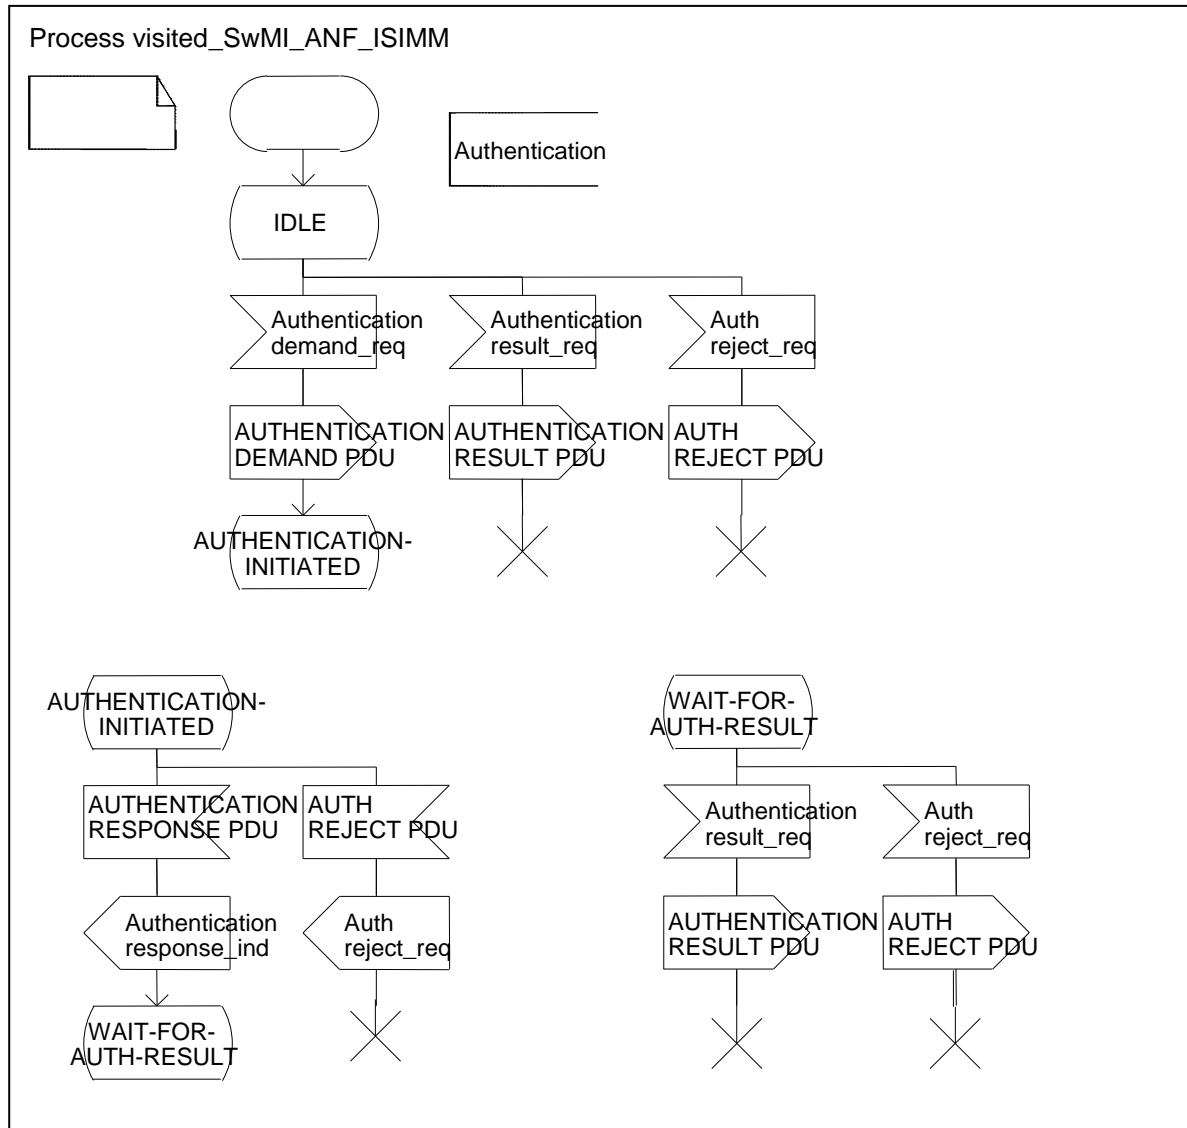 Process visited_SwMI_ANF_ISIMM
Authentication
IDLE
Authentication
demand_req
Authentication
result_req
Auth
reject_req
AUTHENTICATION
DEMAND PDU
AUTHENTICATION
RESULT PDU
AUTH
REJECT PDU
AUTHENTICATION-
INITIATED
AUTHENTICATION-
INITIATED
WAIT-FOR-
AUTH-RESULT
AUTHENTICATION
RESPONSE PDU
AUTH
REJECT PDU
Authentication
result_req
Auth
reject_req
Authentication
response_ind
Auth
reject_req
AUTHENTICATION
RESULT PDU
AUTH
REJECT PDU
WAIT-FOR-
AUTH-RESULT